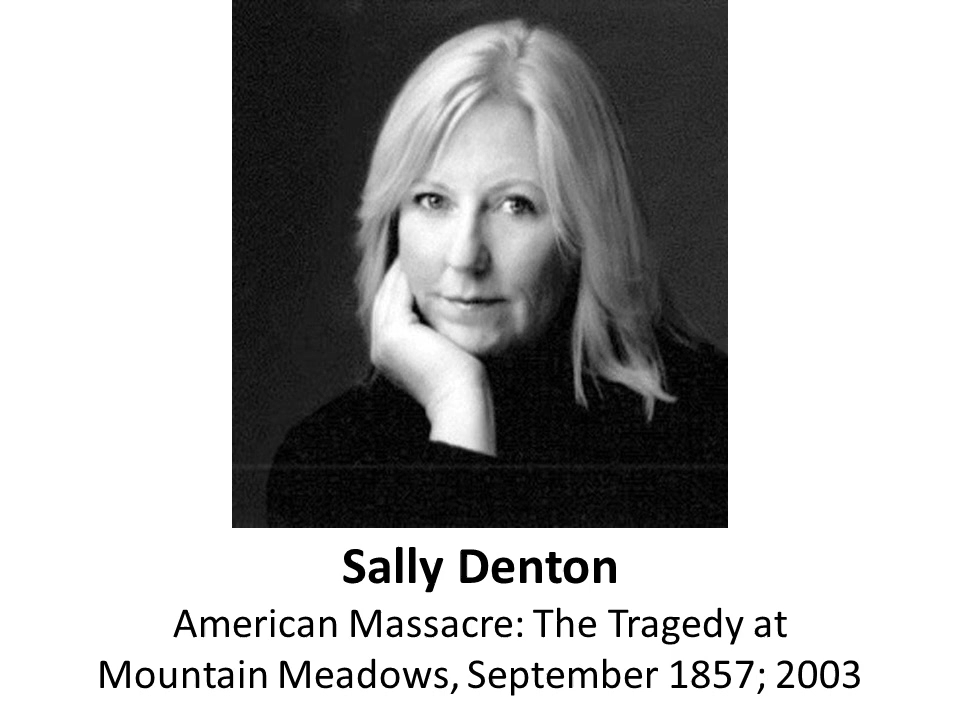 Sally Denton
American Massacre: The Tragedy at
Mountain Meadows, September 1857; 2003